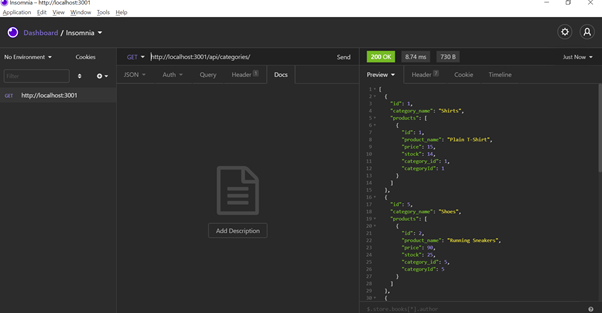 Insomnia – http://localhost:3001
Application Edit View Window Tools Help
Dashboard / Insomnia
No Environment Cookies
GET http://localhost:3001/api/categories/ Send
200 OK 8.74 ms 730 B Just Now
Filter
JSON Auth Query Header 5 Docs
Preview Header 7 Cookie Timeline
GET http://localhost:3001
Add Description
1 [
2 {
3 "id": 1,
4 "category_name": "Shirts",
5 "products": [
6 {
7 "id": 1,
8 "product_name": "Plain T-Shirt",
9 "price": 15,
10 "stock": 14,
11 "category_id": 1,
12 "categoryId": 1
13 }
14 ]
15 },
16 {
17 "id": 5,
18 "category_name": "Shoes",
19 "products": [
20 {
21 "id": 2,
22 "product_name": "Running Sneakers",
23 "price": 90,
24 "stock": 25,
25 "category_id": 5,
26 "categoryId": 5
27 }
28 ]
29 },
30 {
$.store.books[*].author